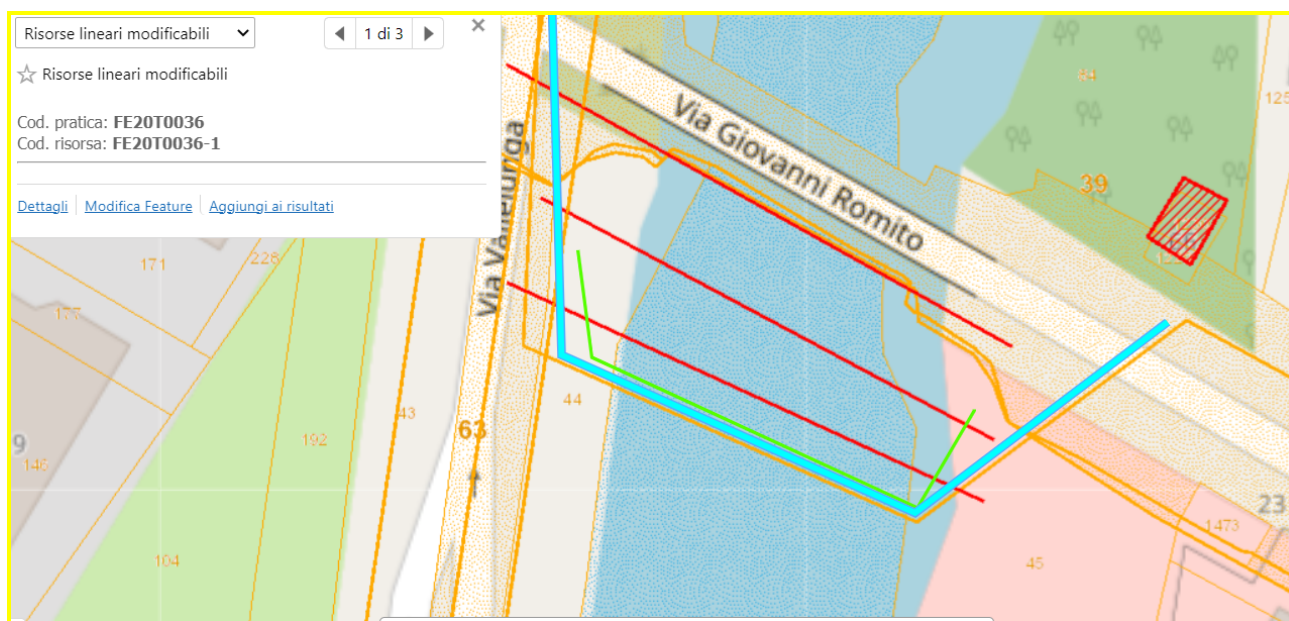 Risorse lineari modificabili
1 di 3
Risorse lineari modificabili
Cod. pratica: FE20T0036
Cod. risorsa: FE20T0036-1
Dettagli
Modifica Feature
Aggiungi ai risultati
Via Giovanni Romito
Via Vallelunga
84
125
39
171
228
177
44
43
63
192
9
146
104
23
1473
45